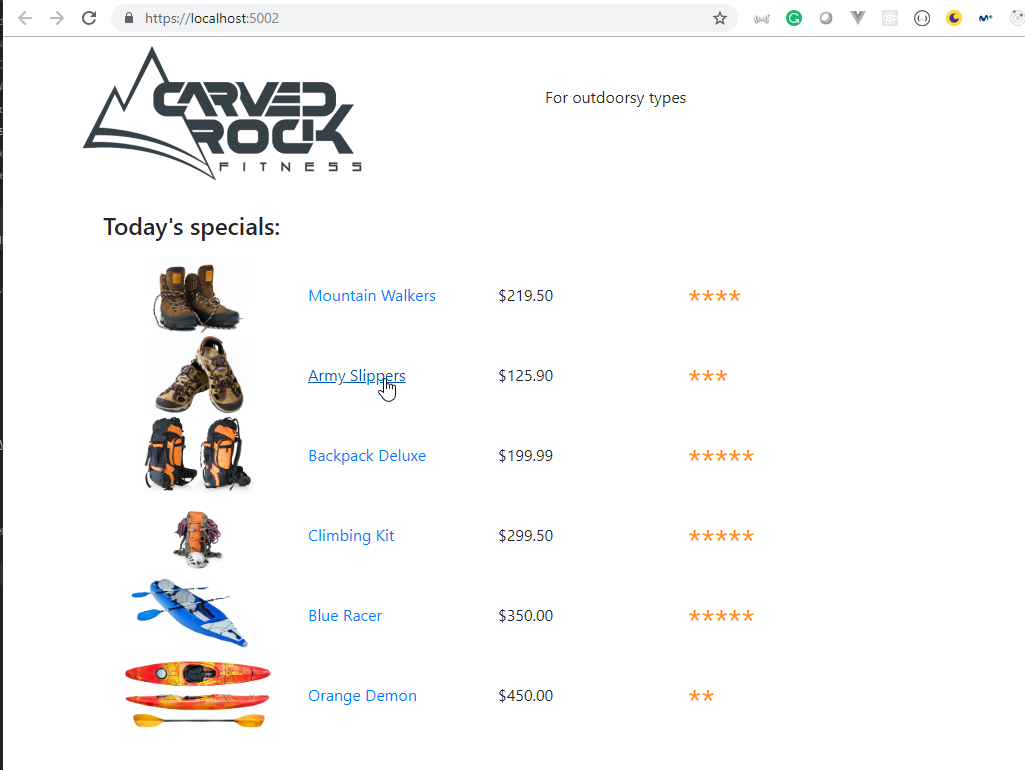 https://localhost:5002
CARVED
ROCK
FITNESS
For outdoorsy types
Today's specials:
Mountain Walkers $219.50 ****
Army Slippers $125.90 ***
Backpack Deluxe $199.99 *****
Climbing Kit $299.50 *****
Blue Racer $350.00 *****
Orange Demon $450.00 **